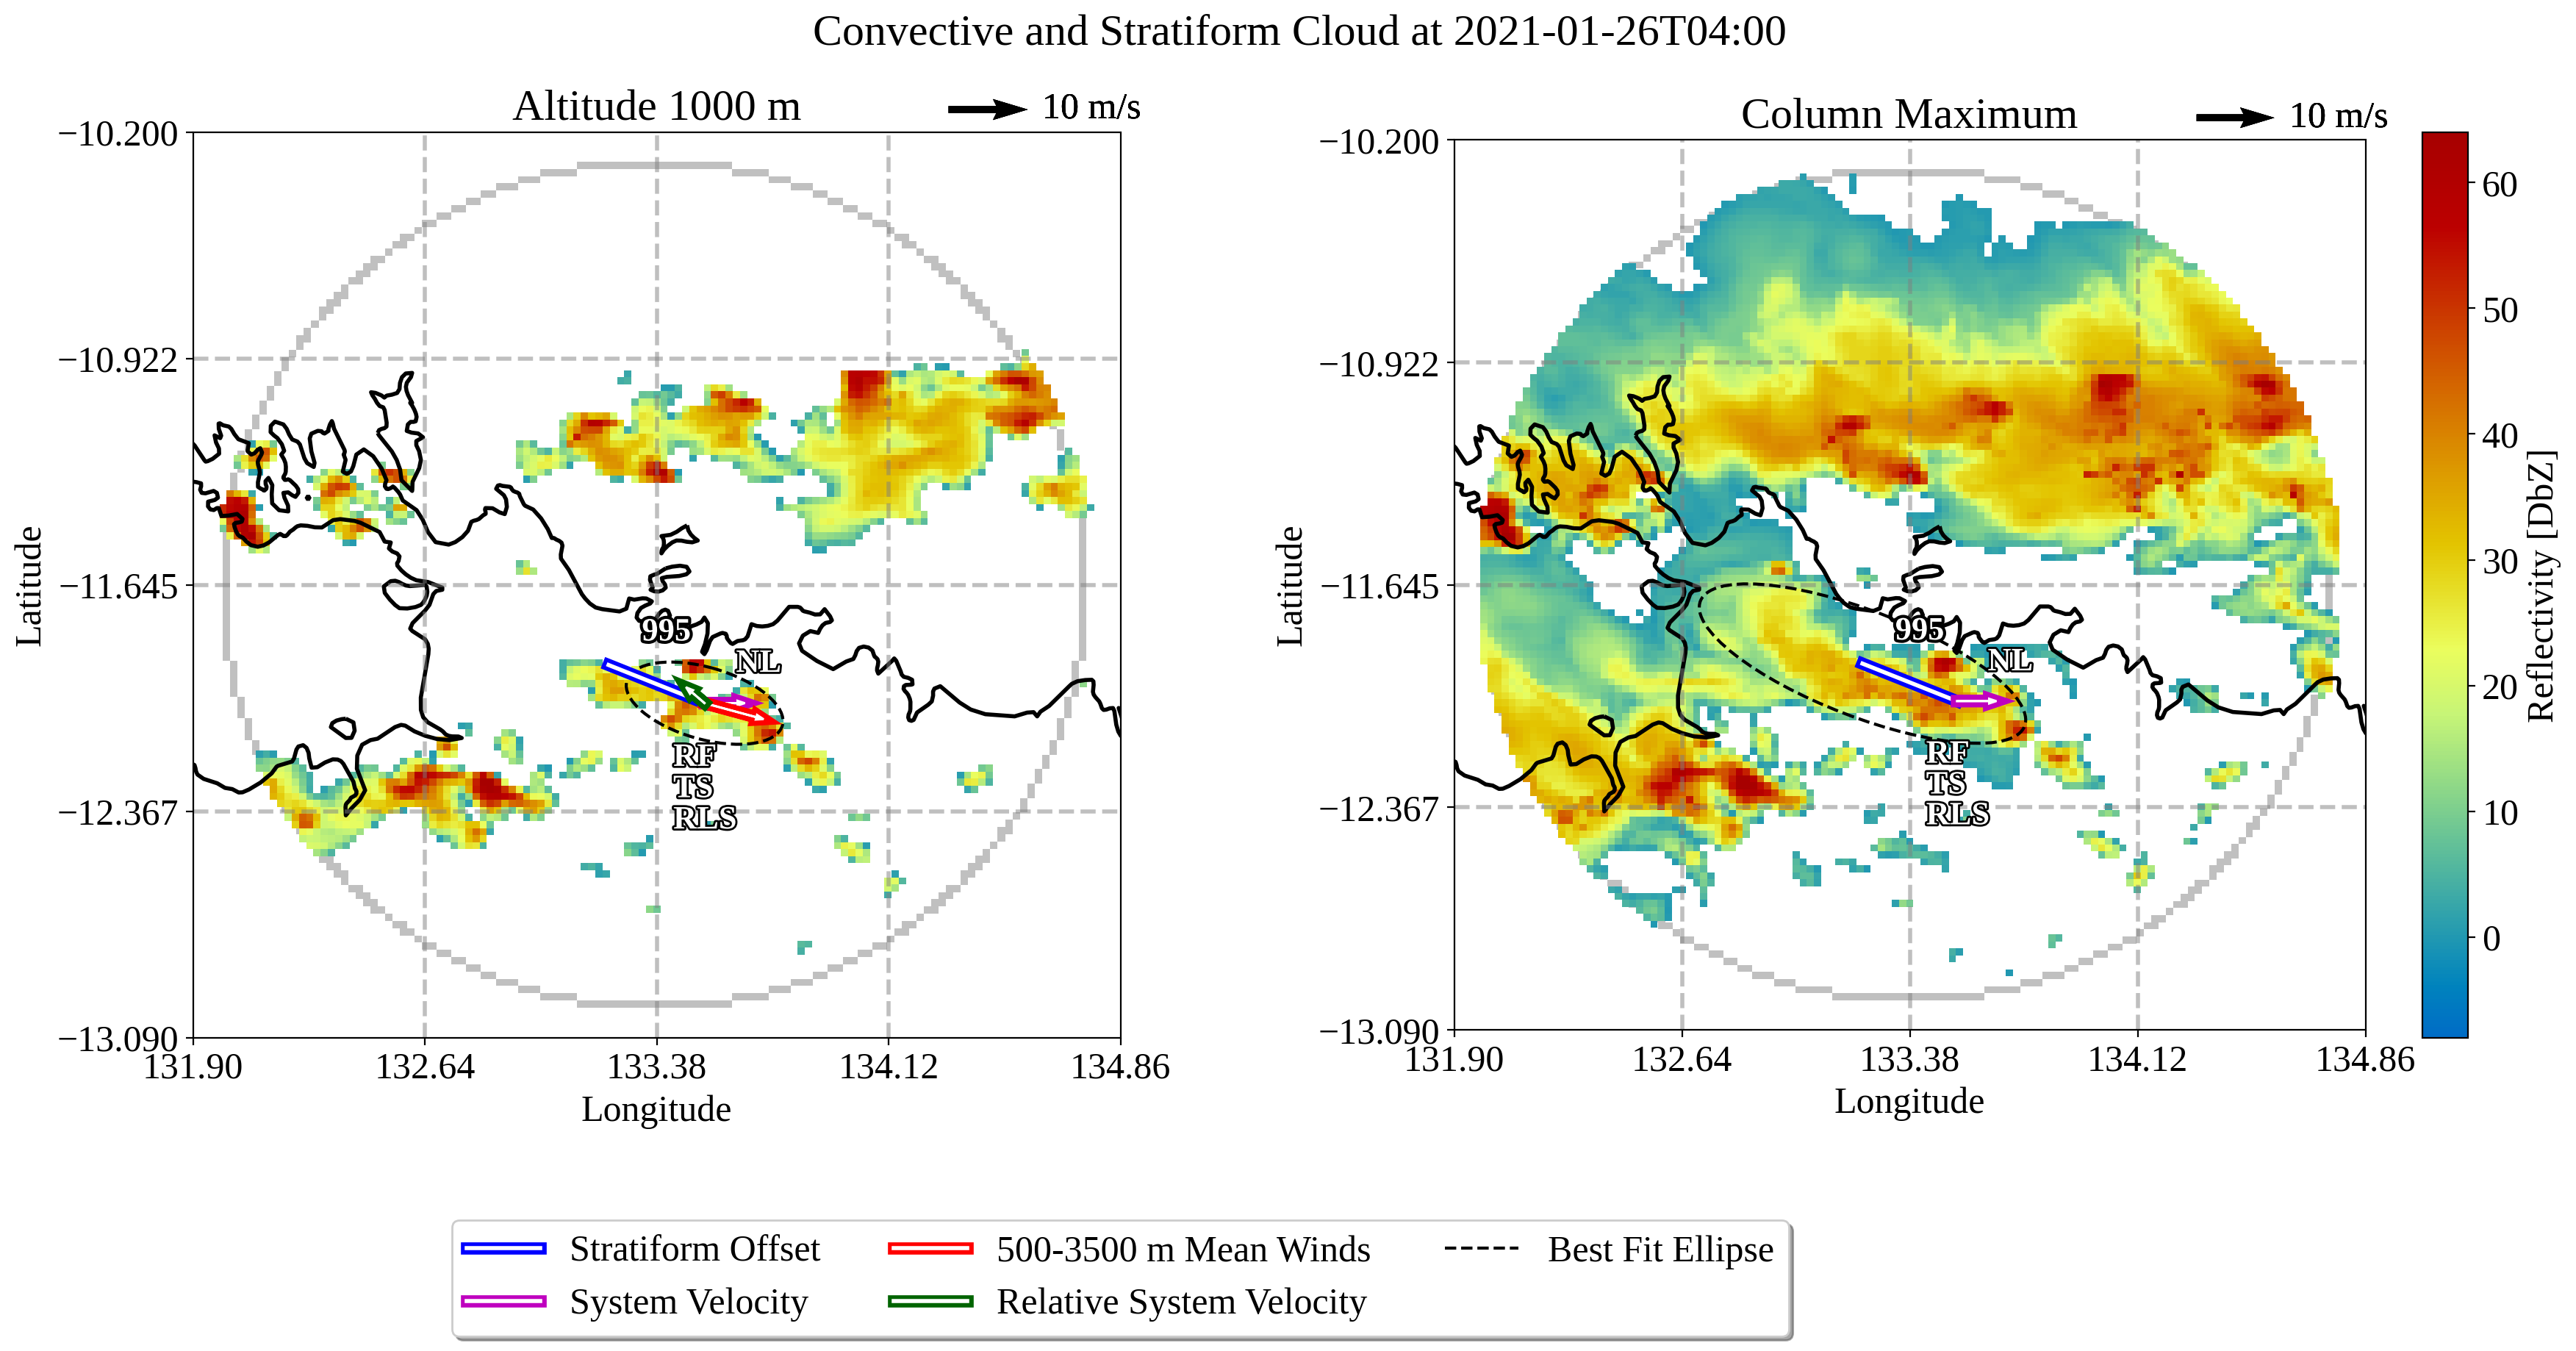 Convective and Stratiform Cloud at 2021-01-26T04:00
Altitude 1000 m
10 m/s
−10.200
−10.922
−11.645
−12.367
−13.090
Latitude
131.90
132.64
133.38
134.12
134.86
Longitude
995
NL
RF
TS
RLS
Column Maximum
10 m/s
−10.200
−10.922
−11.645
−12.367
−13.090
Latitude
131.90
132.64
133.38
134.12
134.86
Longitude
995
NL
RF
TS
RLS
60
50
40
30
20
10
0
Reflectivity [DbZ]
Stratiform Offset
System Velocity
500-3500 m Mean Winds
Relative System Velocity
Best Fit Ellipse